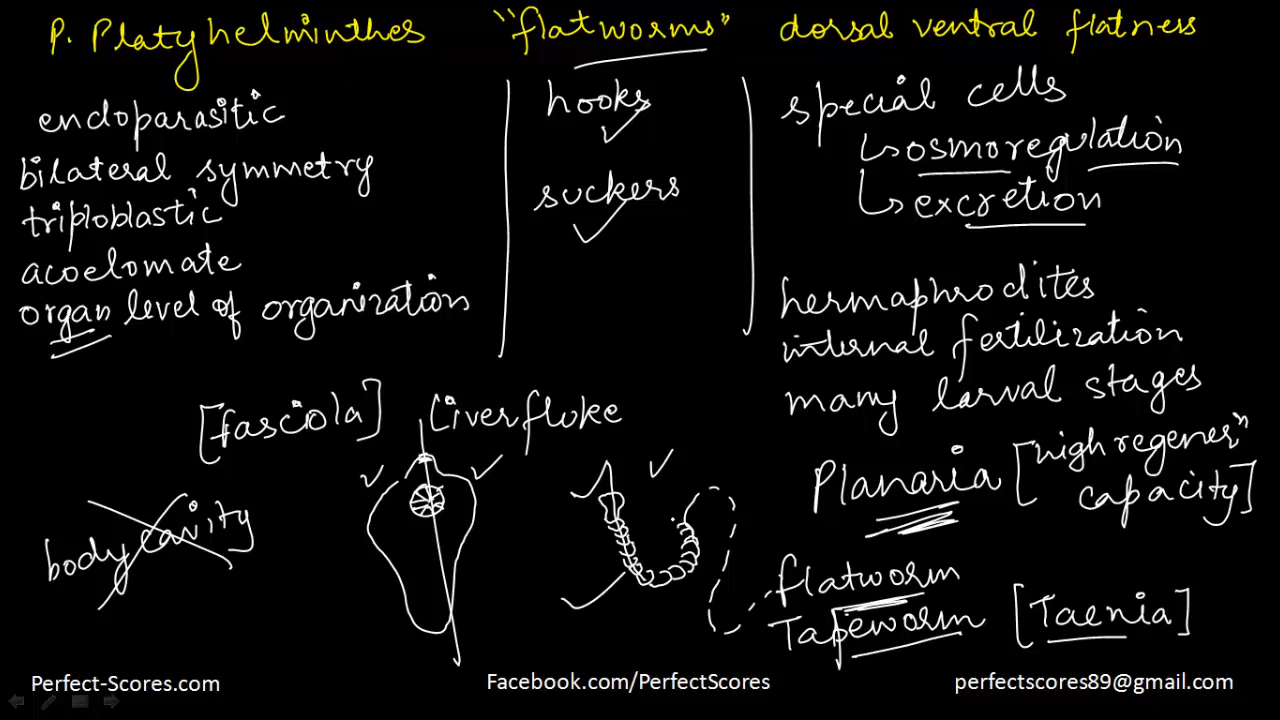 P. Platyhelminthes "flatworms" dorsal ventral flatness
endoparasitic
bilateral symmetry
triploblastic
acoelomate
organ level of organization
hooks
suckers
special cells
osmoregulation
excretion
hermaphrodites
internal fertilization
many larval stages
Planaria [high regenern
capacity]
[fasciola] Liverfluke
body cavity
flatworm
Tapeworm [Taenia]
Perfect-Scores.com
Facebook.com/PerfectScores
perfectscores89@gmail.com